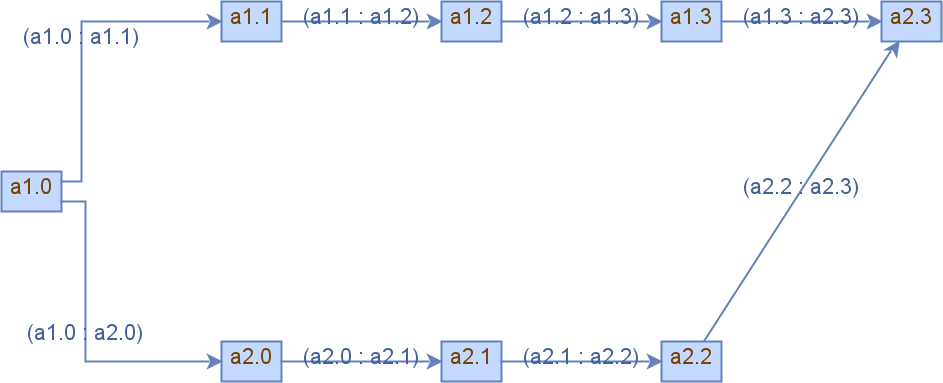 a1.1
(a1.1 : a1.2)
a1.2
(a1.2 : a1.3)
a1.3
(a1.3 : a2.3)
a2.3
(a1.0 : a1.1)
a1.0
(a2.2 : a2.3)
(a1.0 : a2.0)
a2.0
(a2.0 : a2.1)
a2.1
(a2.1 : a2.2)
a2.2